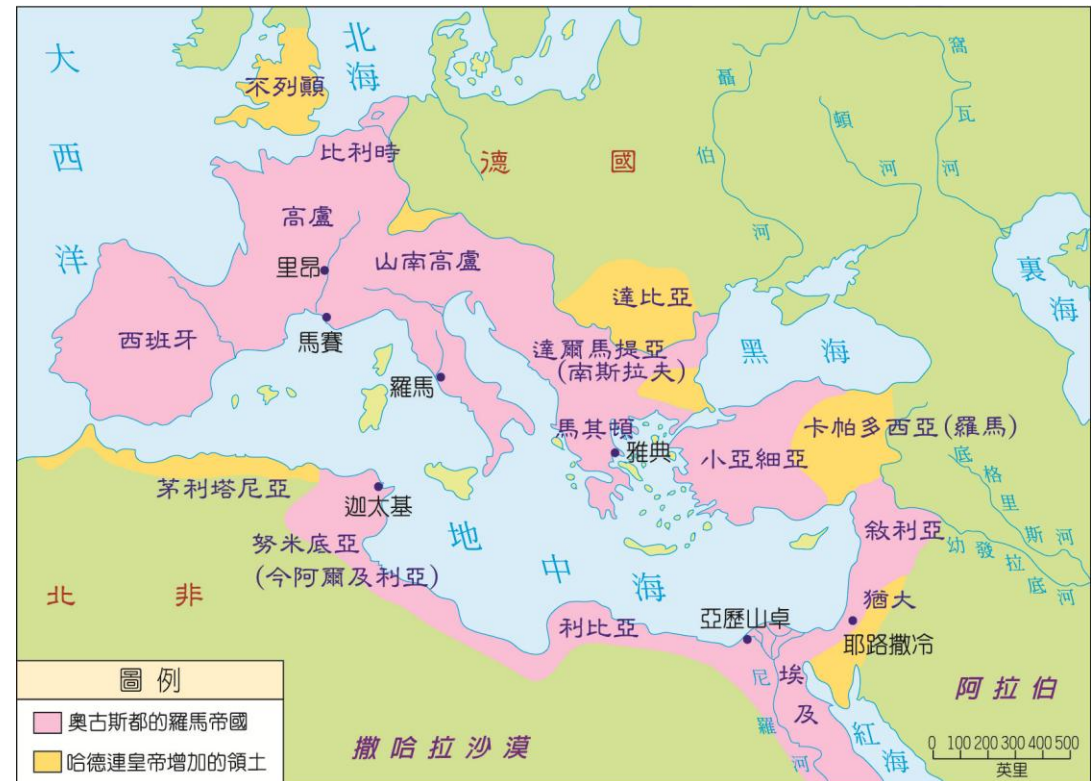 大西洋
北海
不列顛
比利時
德國
聶伯河
頓河
窩瓦河
裏海
高盧
里昂
山南高盧
達比亞
西班牙
馬賽
羅馬
達爾馬提亞
(南斯拉夫)
黑海
馬其頓
雅典
小亞細亞
卡帕多西亞(羅馬)
底格里斯河
幼發拉底河
茅利塔尼亞
迦太基
努米底亞
(今阿爾及利亞)
地中海
敘利亞
猶大
耶路撒冷
北非
利比亞
亞歷山卓
尼羅河
埃及
紅海
阿拉伯
撒哈拉沙漠
圖例
奧古斯都的羅馬帝國
哈德連皇帝增加的領土
0 100 200 300 400 500
英里